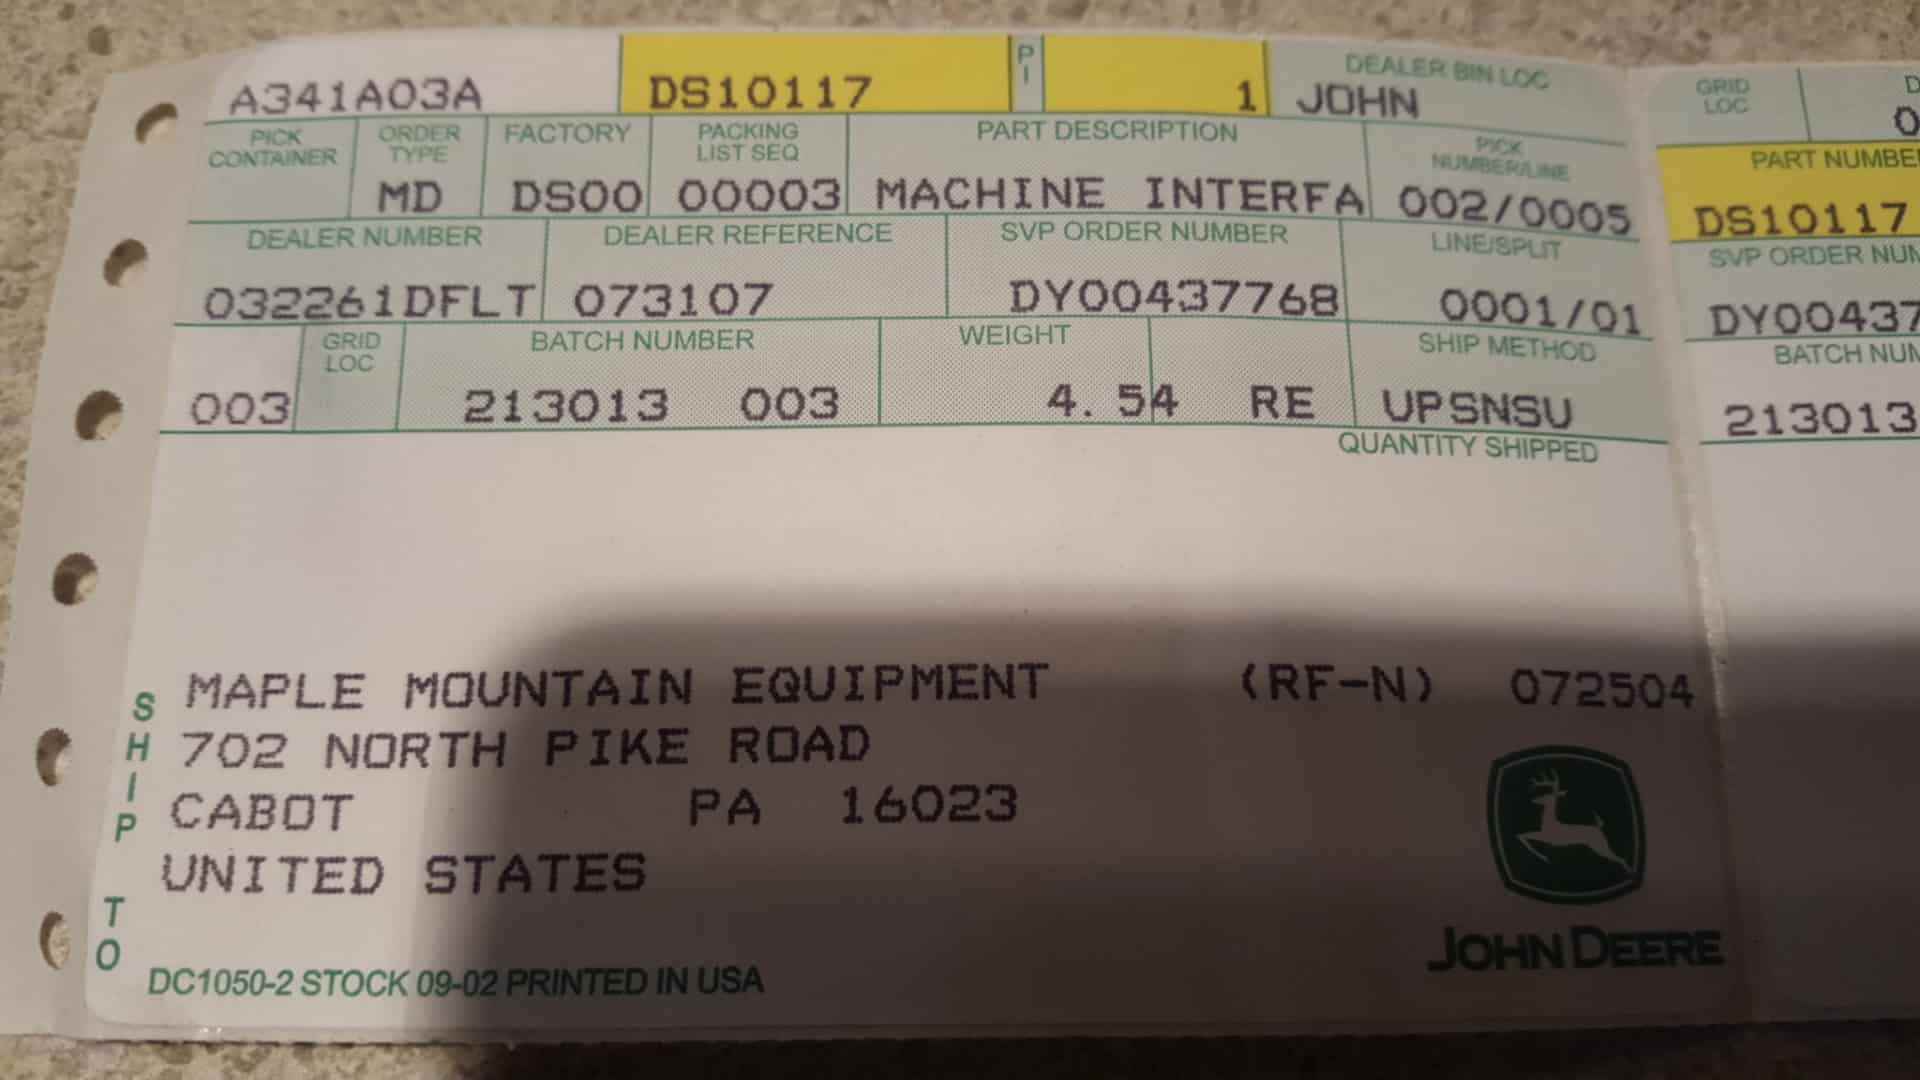 A341A03A DS10117 PI 1 DEALER BIN LOC JOHN
PICK CONTAINER ORDER TYPE FACTORY PACKING LIST SEQ PART DESCRIPTION PICK NUMBER/LINE
MD DS00 00003 MACHINE INTERFA 002/0005
DEALER NUMBER DEALER REFERENCE SVP ORDER NUMBER LINE/SPLIT
032261DFLT 073107 DY00437768 0001/01
GRID LOC BATCH NUMBER WEIGHT SHIP METHOD
003 213013 003 4.54 RE UPSNSU
QUANTITY SHIPPED
SHIP TO
MAPLE MOUNTAIN EQUIPMENT (RF-N) 072504
702 NORTH PIKE ROAD
CABOT PA 16023
UNITED STATES
JOHN DEERE
DC1050-2 STOCK 09-02 PRINTED IN USA
GRID LOC
PART NUMBE
DS10117
SVP ORDER NUM
DY00437
BATCH NUM
213013